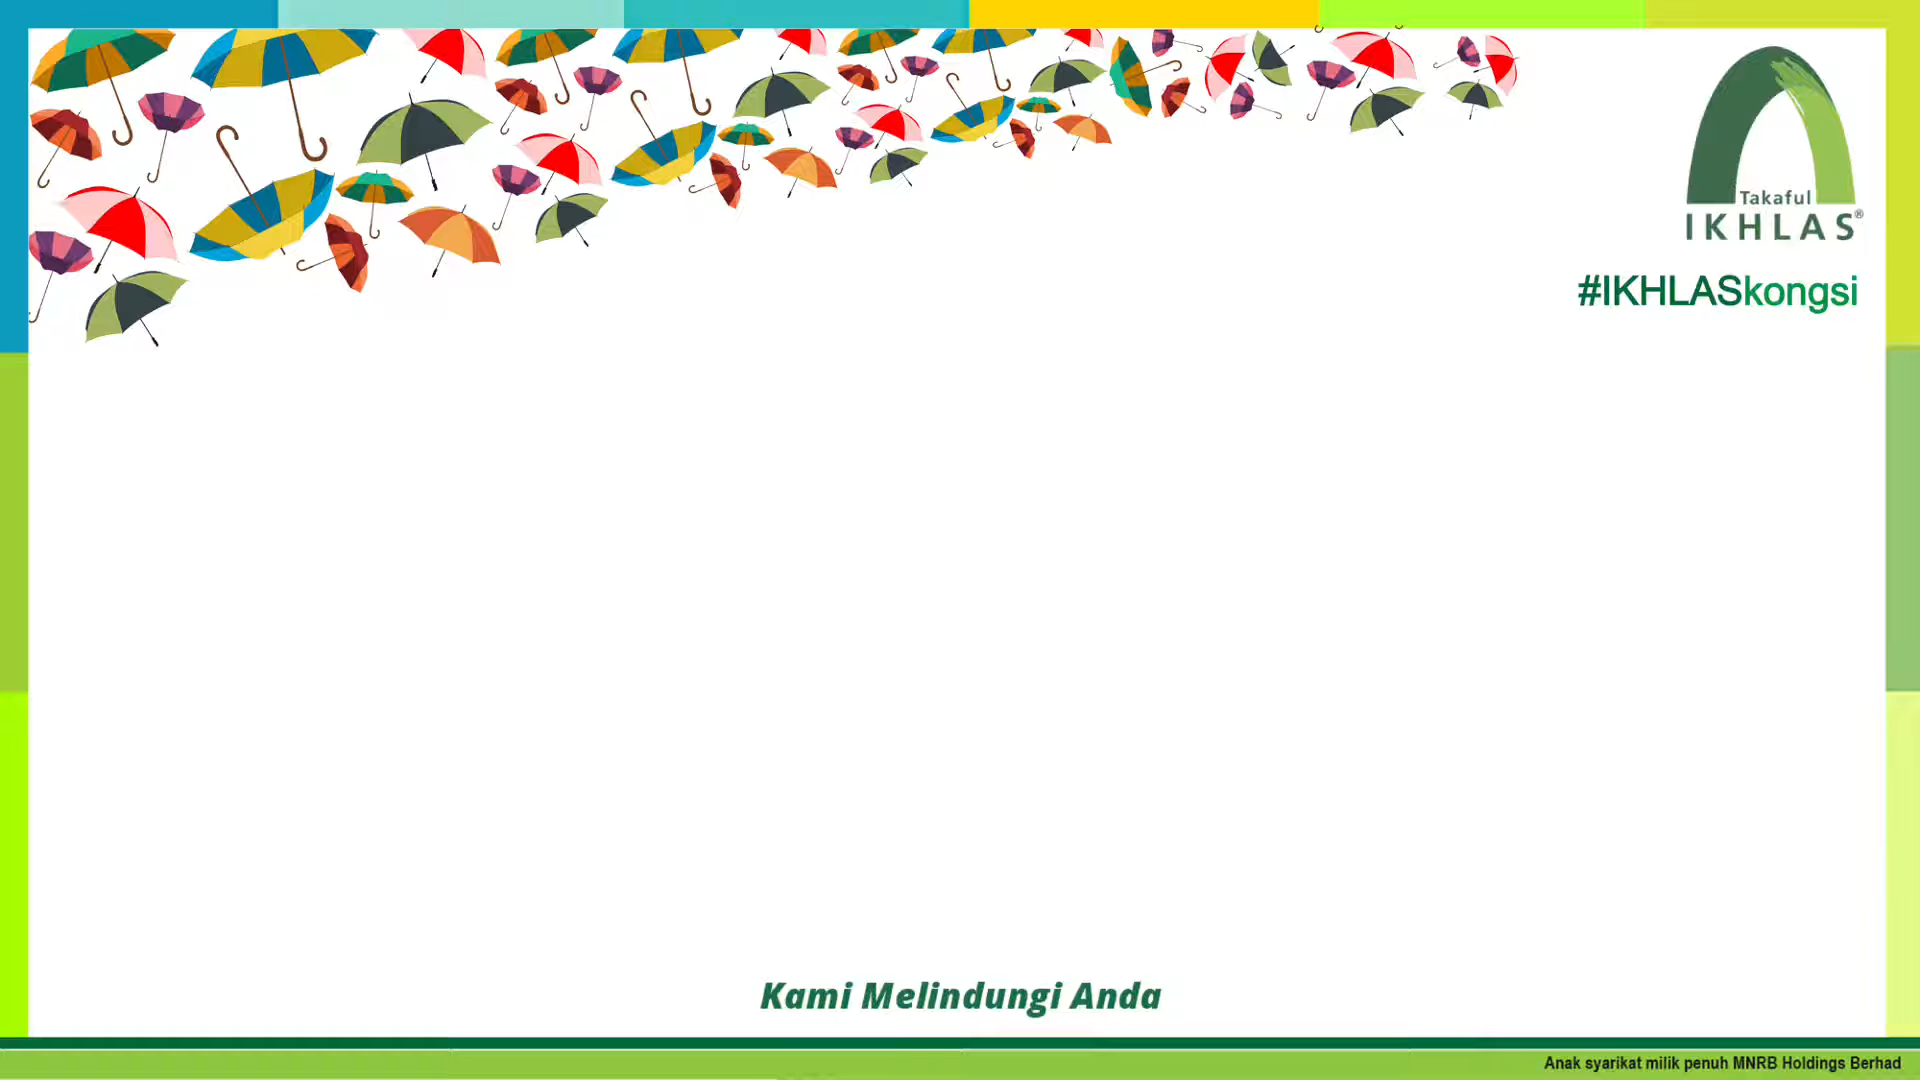 Takaful
IKHLAS®
#IKHLASkongsi
Kami Melindungi Anda
Anak syarikat milik penuh MNRB Holdings Berhad